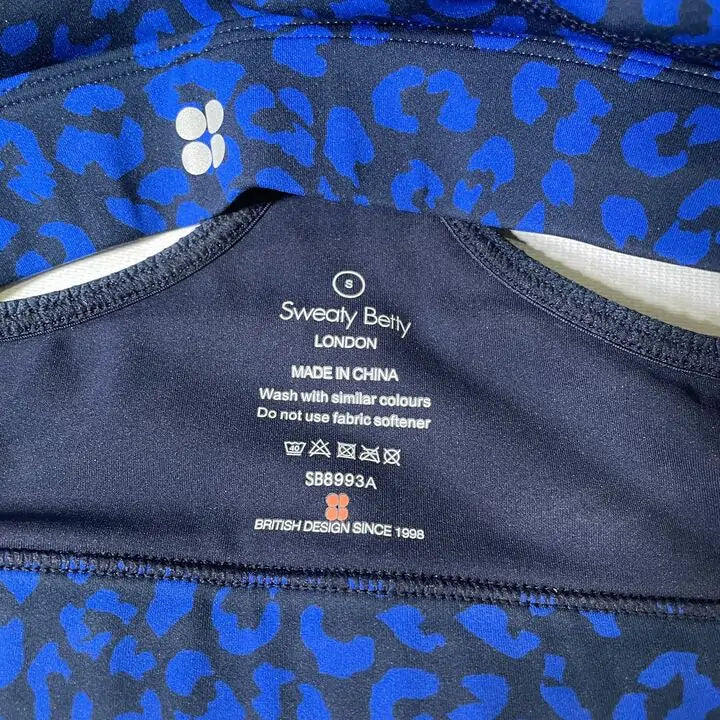 S
Sweaty Betty
LONDON
MADE IN CHINA
Wash with similar colours
Do not use fabric softener
40
SB8993A
BRITISH DESIGN SINCE 1998